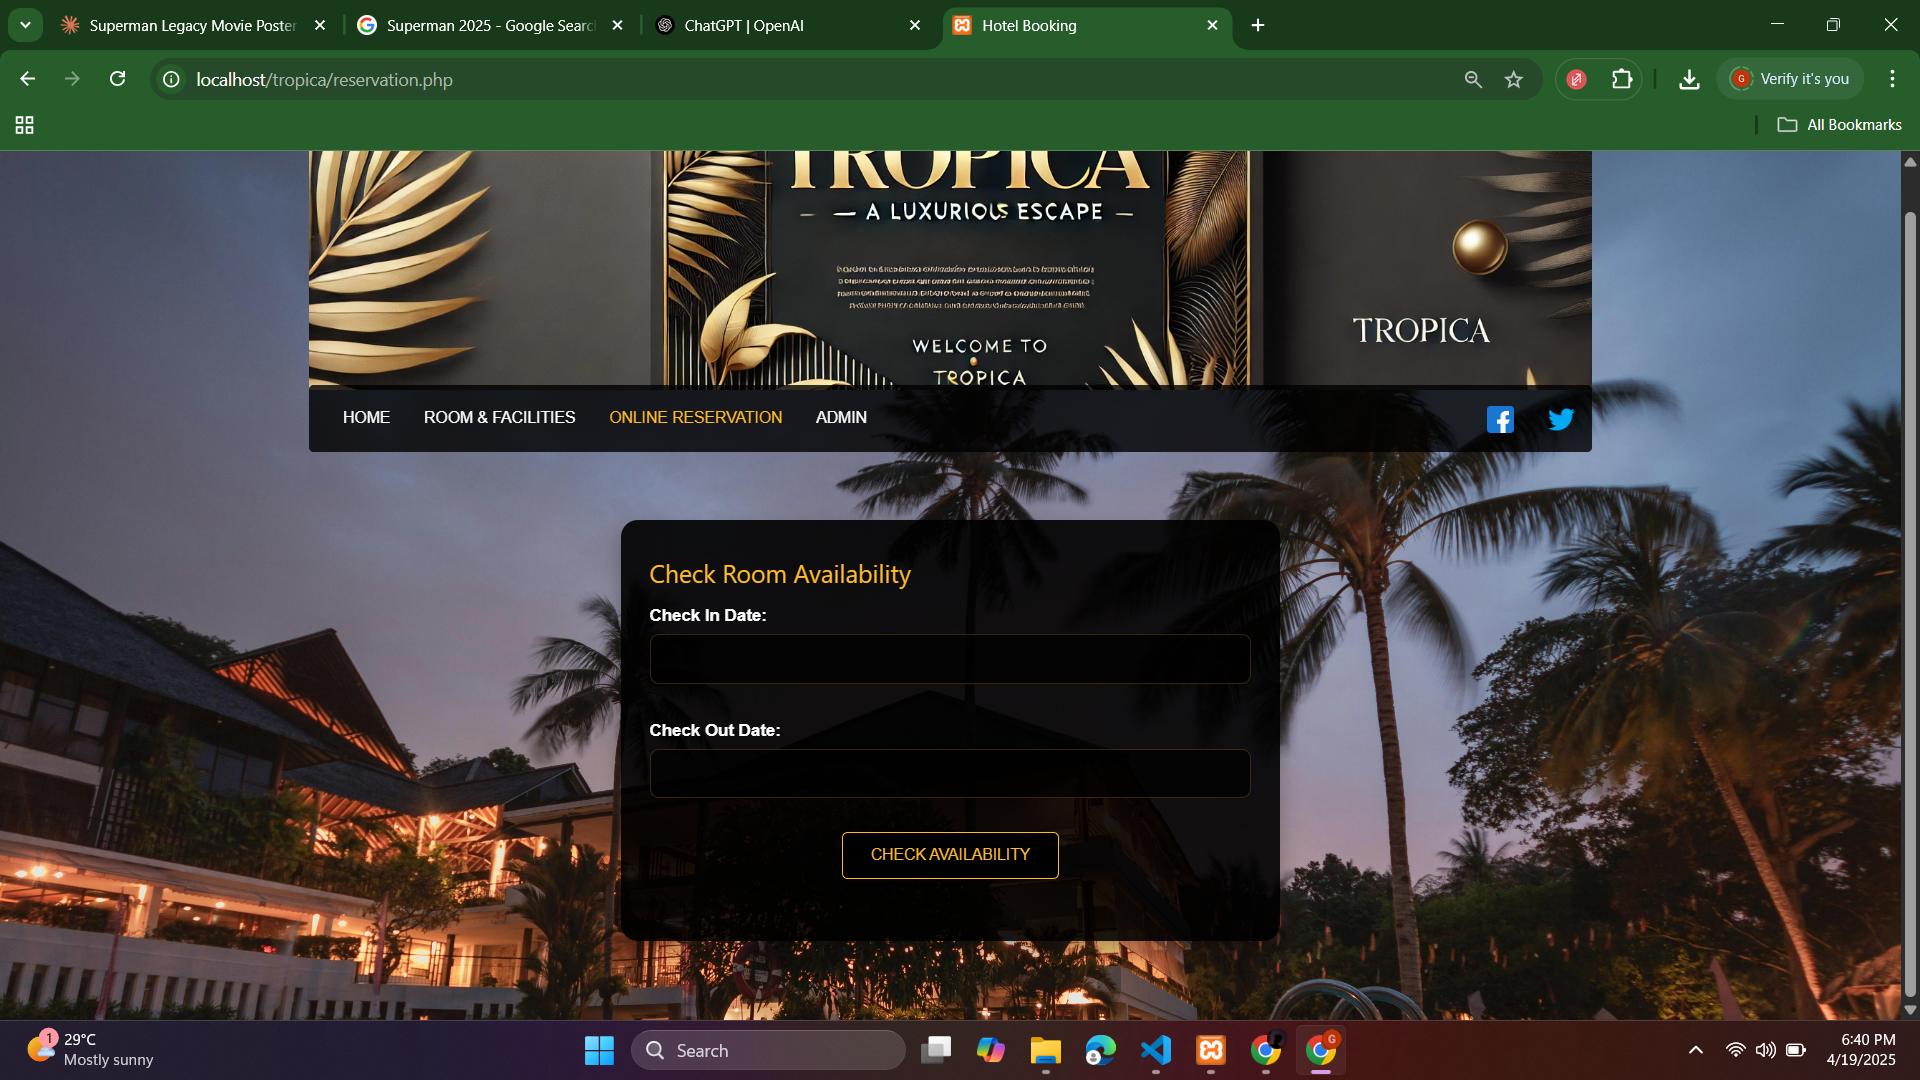 Superman Legacy Movie Poster
Superman 2025 - Google Searc
ChatGPT | OpenAI
Hotel Booking
localhost/tropica/reservation.php
G
Verify it's you
All Bookmarks
TROPICA
A LUXURIOUS ESCAPE
WELCOME TO
TROPICA
TROPICA
HOME
ROOM & FACILITIES
ONLINE RESERVATION
ADMIN
Check Room Availability
Check In Date:
Check Out Date:
CHECK AVAILABILITY
1
29°C
Mostly sunny
Search
G
6:40 PM
4/19/2025